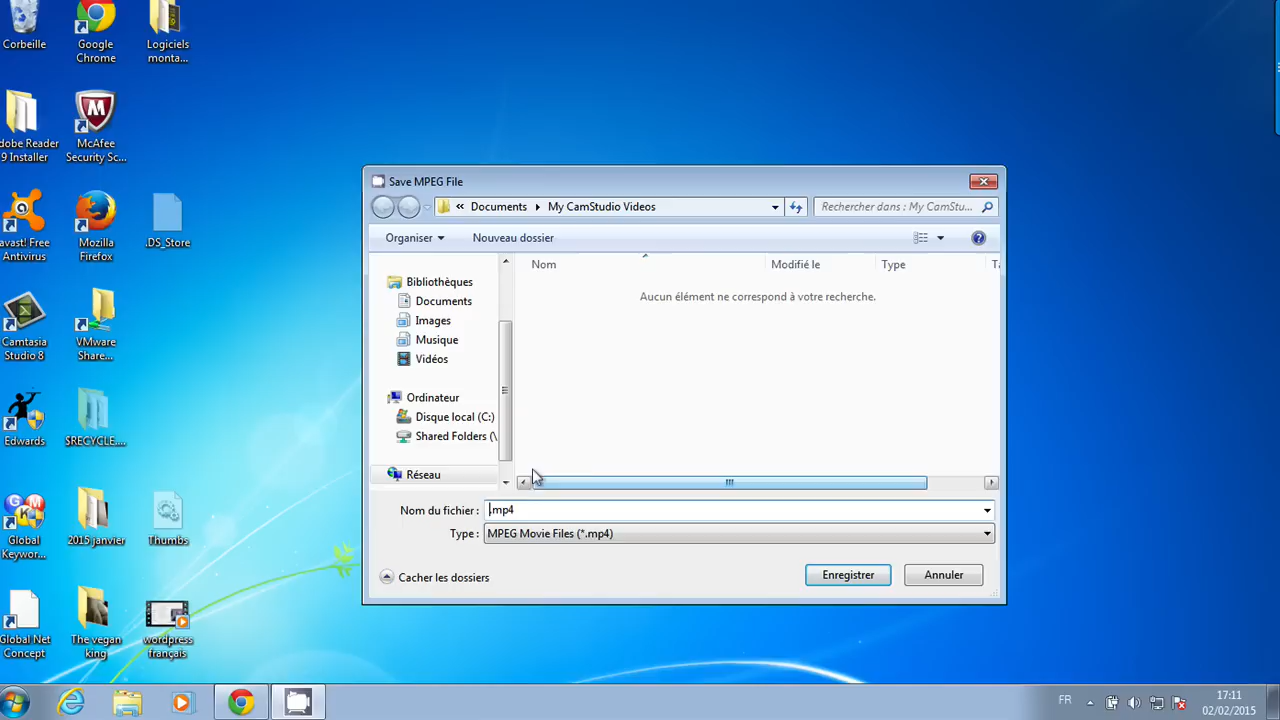 Corbeille
Google
Chrome
Logiciels
monta...
dobe Reader
9 Installer
McAfee
Security Sc...
avast! Free
Antivirus
Mozilla
Firefox
.DS_Store
Camtasia
Studio 8
VMware
Share...
Edwards
$RECYCLE....
Global
Keywor...
2015 janvier
Thumbs
Global Net
Concept
The vegan
king
wordpress
français
Save MPEG File
« Documents My CamStudio Videos
Rechercher dans : My CamStu...
Organiser
Nouveau dossier
Bibliothèques
Documents
Images
Musique
Vidéos
Ordinateur
Disque local (C:)
Shared Folders (\
Réseau
Nom
Modifié le
Type
Ta
Aucun élément ne correspond à votre recherche.
Nom du fichier : .mp4
Type : MPEG Movie Files (*.mp4)
Cacher les dossiers
Enregistrer
Annuler
FR
17:11
02/02/2015